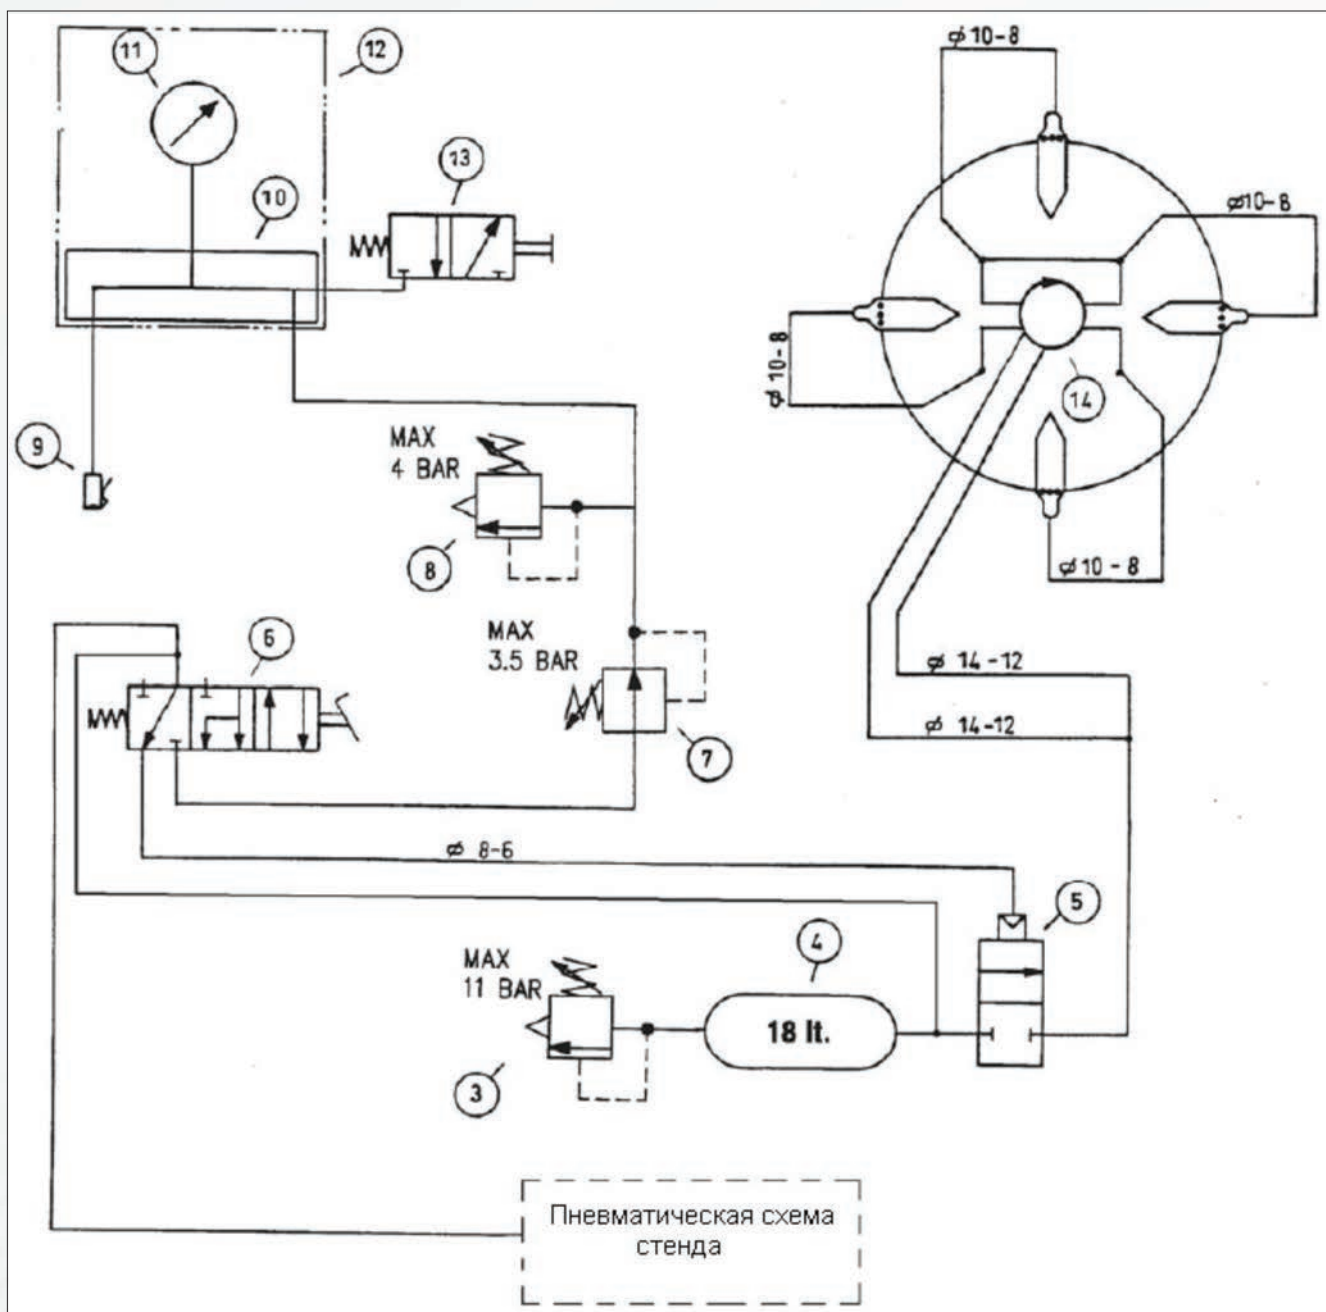 11
12
13
10
ɸ 10-8
ɸ10-8
ɸ 10-8
14
9
MAX
4 BAR
8
ɸ 10-8
6
MAX
3.5 BAR
7
ɸ 14-12
ɸ 14-12
ɸ 8-6
5
4
MAX
11 BAR
18 lt.
3
Пневматическая схема
стенда